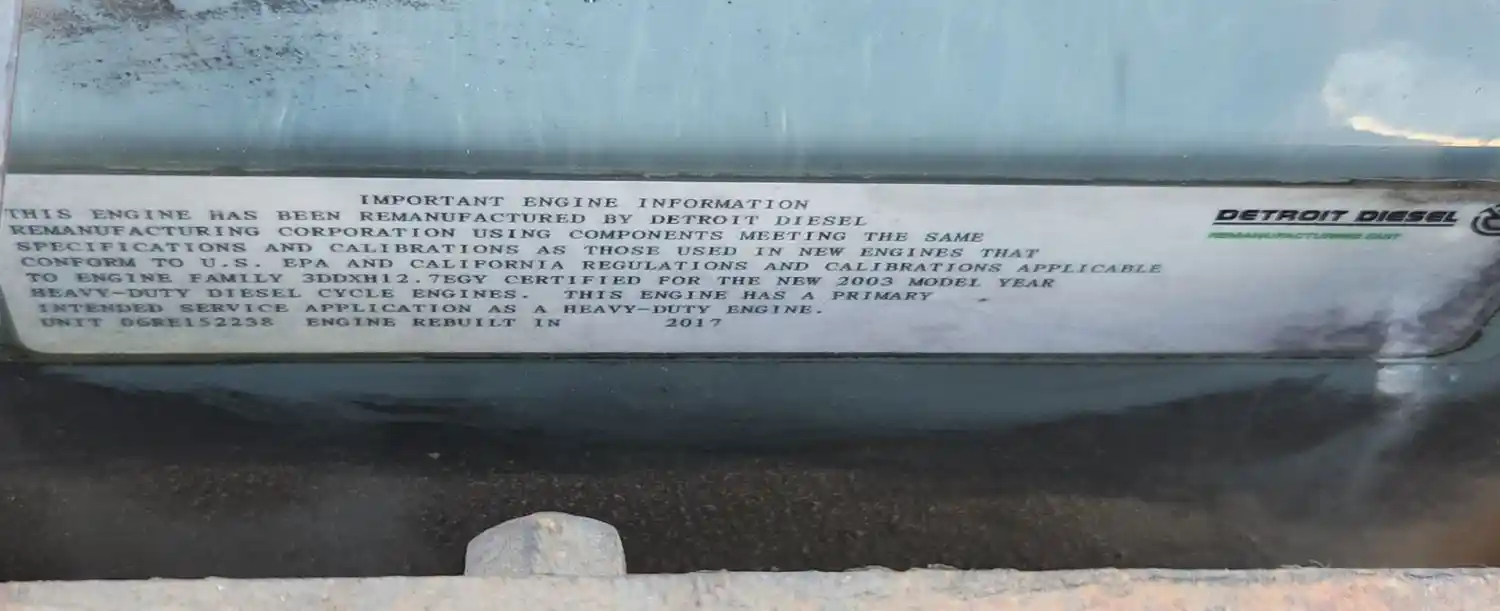 IMPORTANT ENGINE INFORMATION
THIS ENGINE HAS BEEN REMANUFACTURED BY DETROIT DIESEL
REMANUFACTURING CORPORATION USING COMPONENTS MEETING THE SAME
SPECIFICATIONS AND CALIBRATIONS AS THOSE USED IN NEW ENGINES THAT
CONFORM TO U.S. EPA AND CALIFORNIA REGULATIONS AND CALIBRATIONS APPLICABLE
TO ENGINE FAMILY 3DDXH12.7EGY CERTIFIED FOR THE NEW 2003 MODEL YEAR
HEAVY-DUTY DIESEL CYCLE ENGINES. THIS ENGINE HAS A PRIMARY
INTENDED SERVICE APPLICATION AS A HEAVY-DUTY ENGINE.
UNIT 06RE152238 ENGINE REBUILT IN 2017
DETROIT DIESEL
REMANUFACTURING EAST